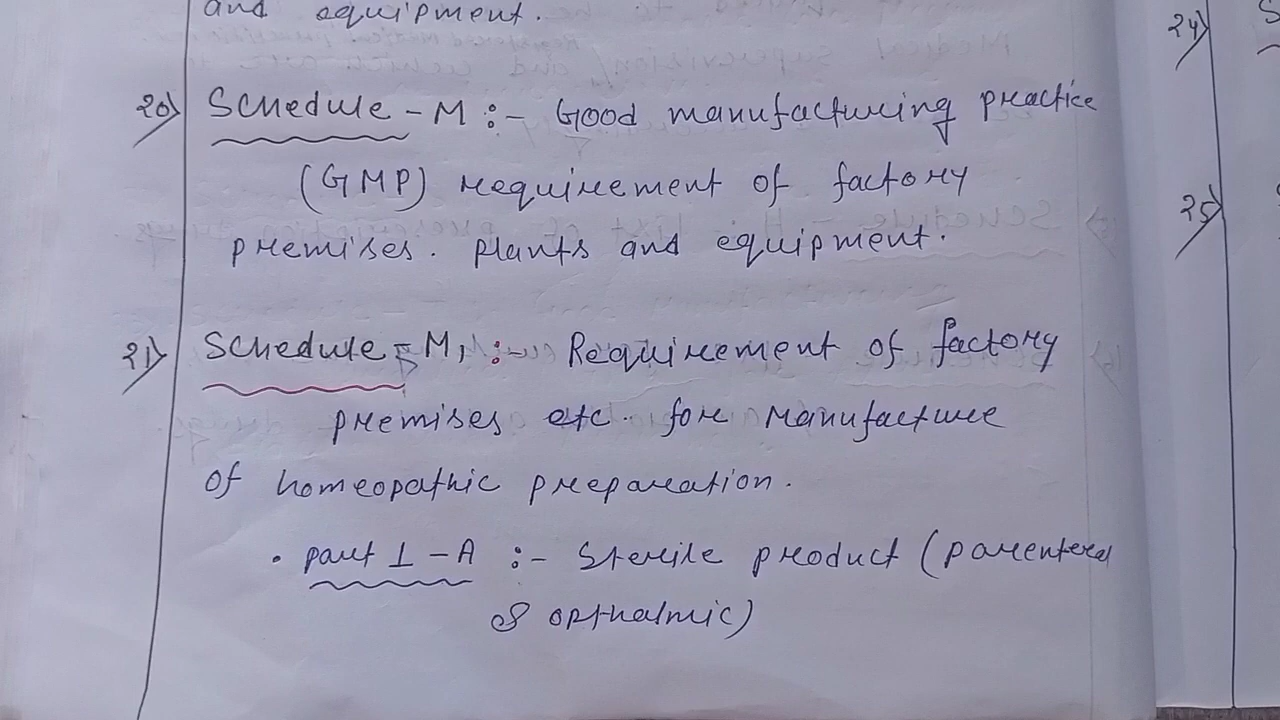 and equipment.
20) Schedule - M :- Good manufacturing practice
(GMP) requirement of factory
premises. plants and equipment.
21) Schedule - M1 :- Requirement of factory
premises etc. for manufacture
of homeopathic preparation.
• part 1 - A :- Sterile product (parenteral
& opthalmic)
24)
25)